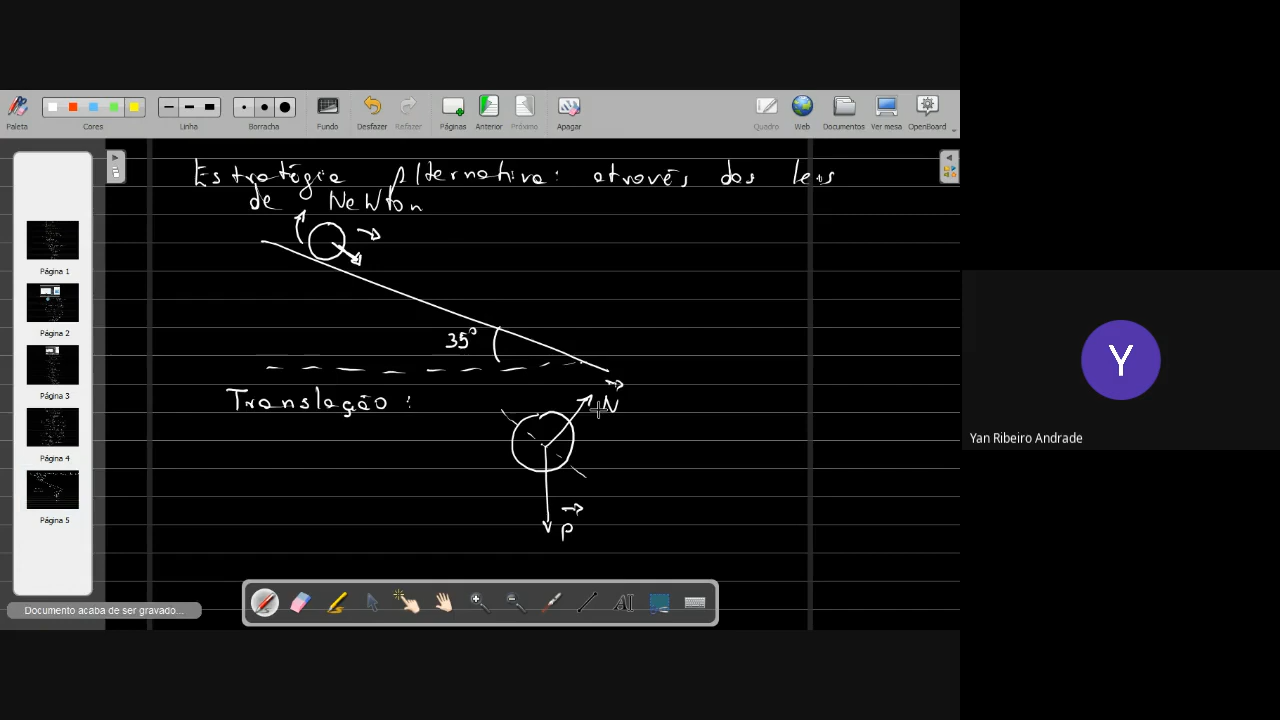 Paleta
Cores
Linha
Borracha
Fundo
Desfazer
Refazer
Páginas
Anterior
Próximo
Apagar
Quadro
Web
Documentos
Ver mesa
OpenBoard
Estratégia Alternativa: através dos leis
de Newton
35°
Translação:
N
P
Página 1
Página 2
Página 3
Página 4
Página 5
Documento acaba de ser gravado...
AI
Y
Yan Ribeiro Andrade